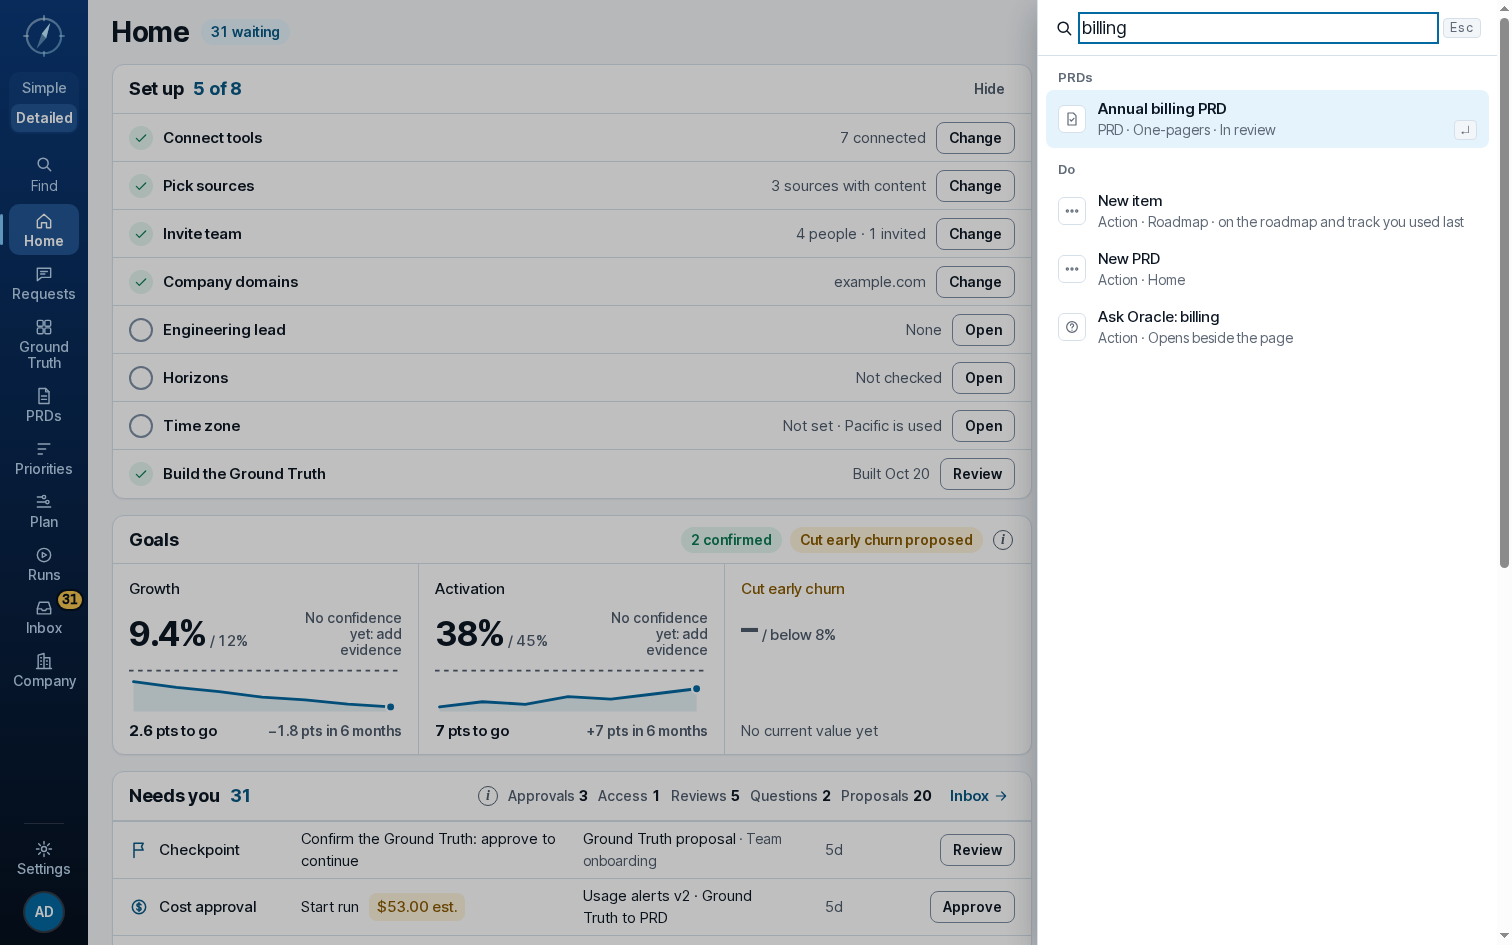 Simple
Detailed
Find
Home
Requests
Ground
Truth
PRDs
Priorities
Plan
Runs
31
Inbox
Company
Settings
AD
Home 31 waiting
Set up 5 of 8 Hide
Connect tools 7 connected Change
Pick sources 3 sources with content Change
Invite team 4 people · 1 invited Change
Company domains example.com Change
Engineering lead None Open
Horizons Not checked Open
Time zone Not set · Pacific is used Open
Build the Ground Truth Built Oct 20 Review
Goals 2 confirmed Cut early churn proposed i
Growth
9.4% / 12%
No confidence
yet: add
evidence
2.6 pts to go −1.8 pts in 6 months
Activation
38% / 45%
No confidence
yet: add
evidence
7 pts to go +7 pts in 6 months
Cut early churn
– / below 8%
No current value yet
Needs you 31 i Approvals 3 Access 1 Reviews 5 Questions 2 Proposals 20 Inbox →
Checkpoint
Confirm the Ground Truth: approve to
continue
Ground Truth proposal · Team
onboarding
5d Review
Cost approval
Start run $53.00 est.
Usage alerts v2 · Ground
Truth to PRD
5d Approve
billing Esc
PRDs
Annual billing PRD
PRD · One-pagers · In review
Do
New item
Action · Roadmap · on the roadmap and track you used last
New PRD
Action · Home
Ask Oracle: billing
Action · Opens beside the page